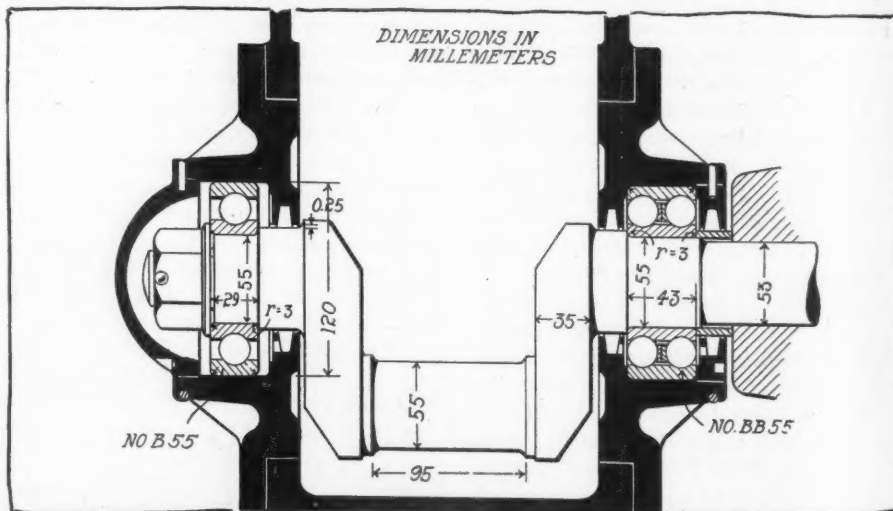 DIMENSIONS IN
MILLEMETERS
0.25
55
29
r=3
120
55
95
35
r=3
55
43
53
NO B 55
NO. BB 55